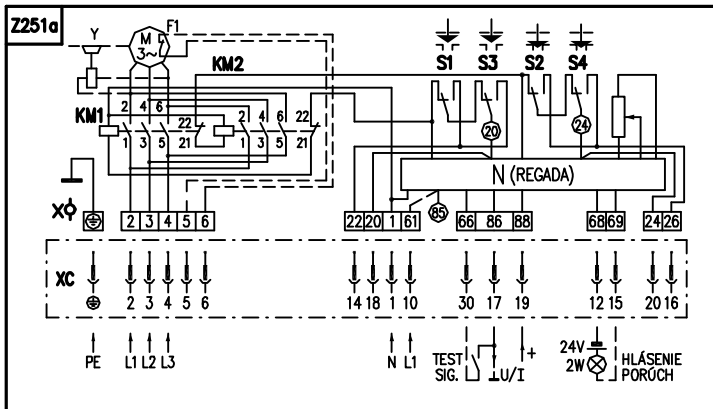 Z251a
Y
M
3~
F1
KM2
S1 S3 S2 S4
KM1
2 4 6 22 2 4 6 22
1 3 5 21 1 3 5 21
20 24
N (REGADA)
X
85
2 3 4 5 6 22 20 1 61 66 86 88 68 69 24 26
XC
2 3 4 5 6 14 18 1 10 30 17 19 12 15 20 16
PE L1 L2 L3 N L1
TEST
SIG.
U/I
+
24V
2W
HLÁSENIE
PORÚCH